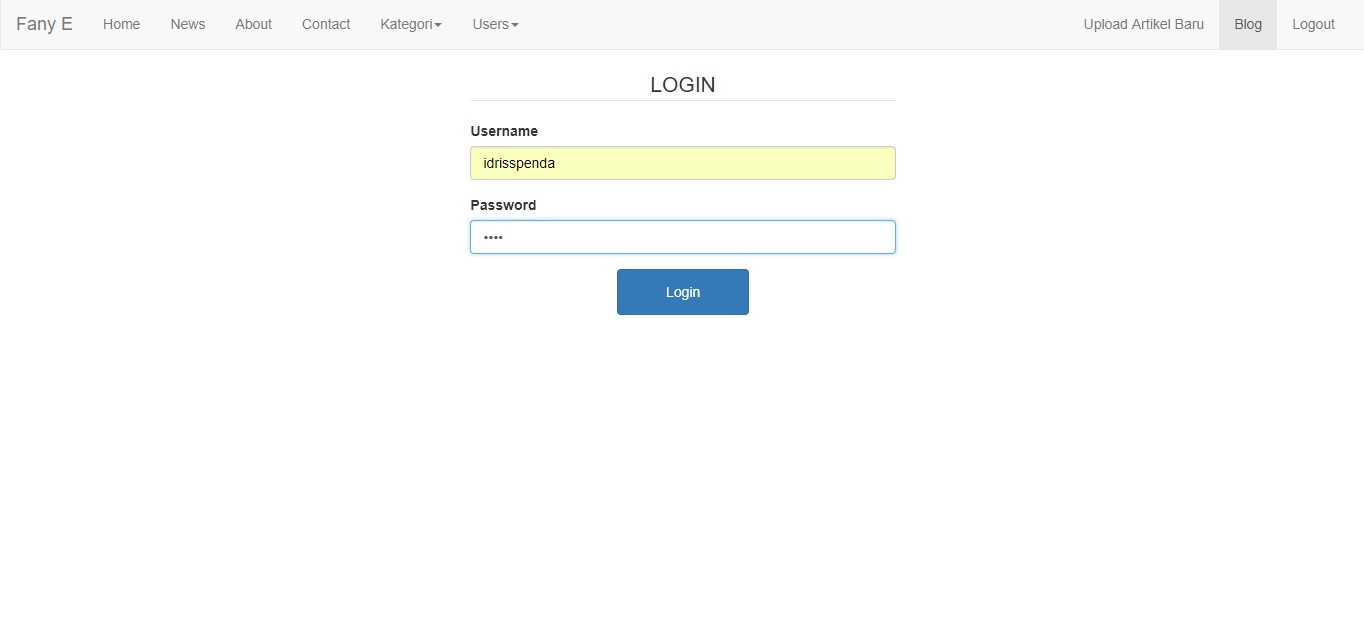 Fany E Home News About Contact Kategori Users Upload Artikel Baru Blog Logout
LOGIN
Username
idrisspenda
Password
••••
Login